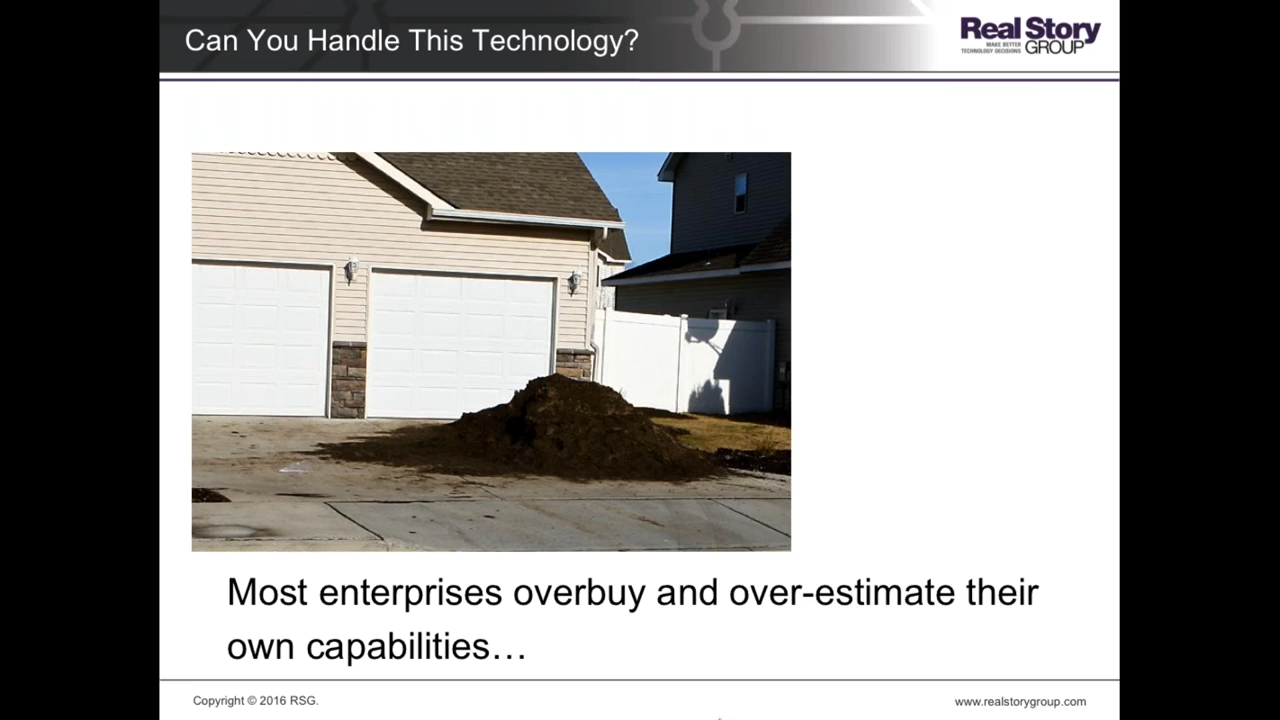 Can You Handle This Technology?
Real Story
MAKE BETTER
TECHNOLOGY DECISIONS
GROUP
Most enterprises overbuy and over-estimate their
own capabilities…
Copyright © 2016 RSG.
www.realstorygroup.com